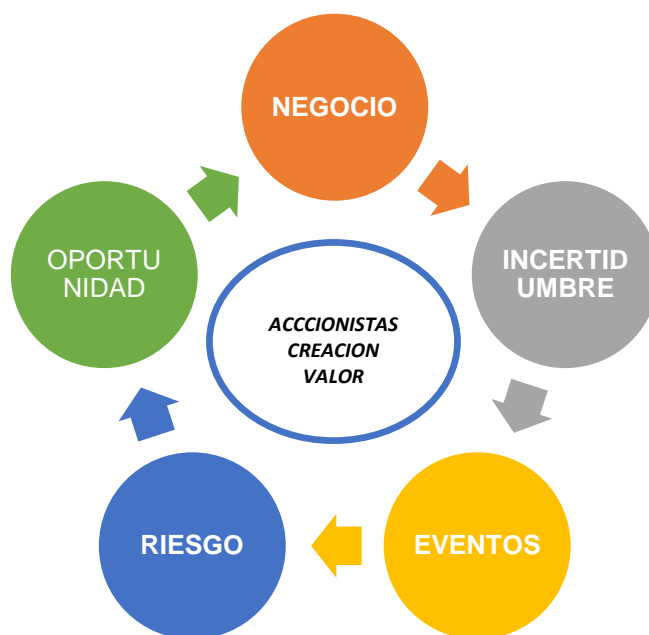 NEGOCIO
INCERTID
UMBRE
EVENTOS
RIESGO
OPORTU
NIDAD
ACCCIONISTAS
CREACION
VALOR